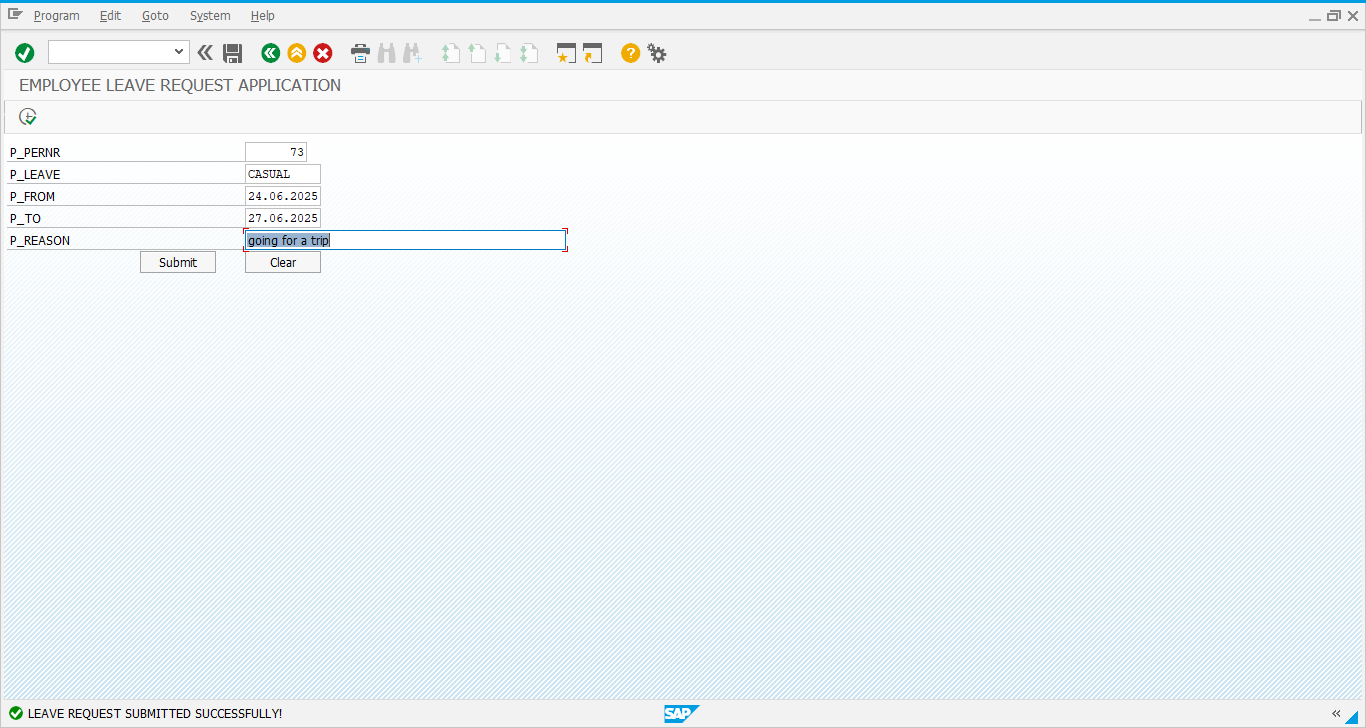 Program Edit Goto System Help
EMPLOYEE LEAVE REQUEST APPLICATION
P_PERNR 73
P_LEAVE CASUAL
P_FROM 24.06.2025
P_TO 27.06.2025
P_REASON going for a trip
Submit Clear
LEAVE REQUEST SUBMITTED SUCCESSFULLY! SAP